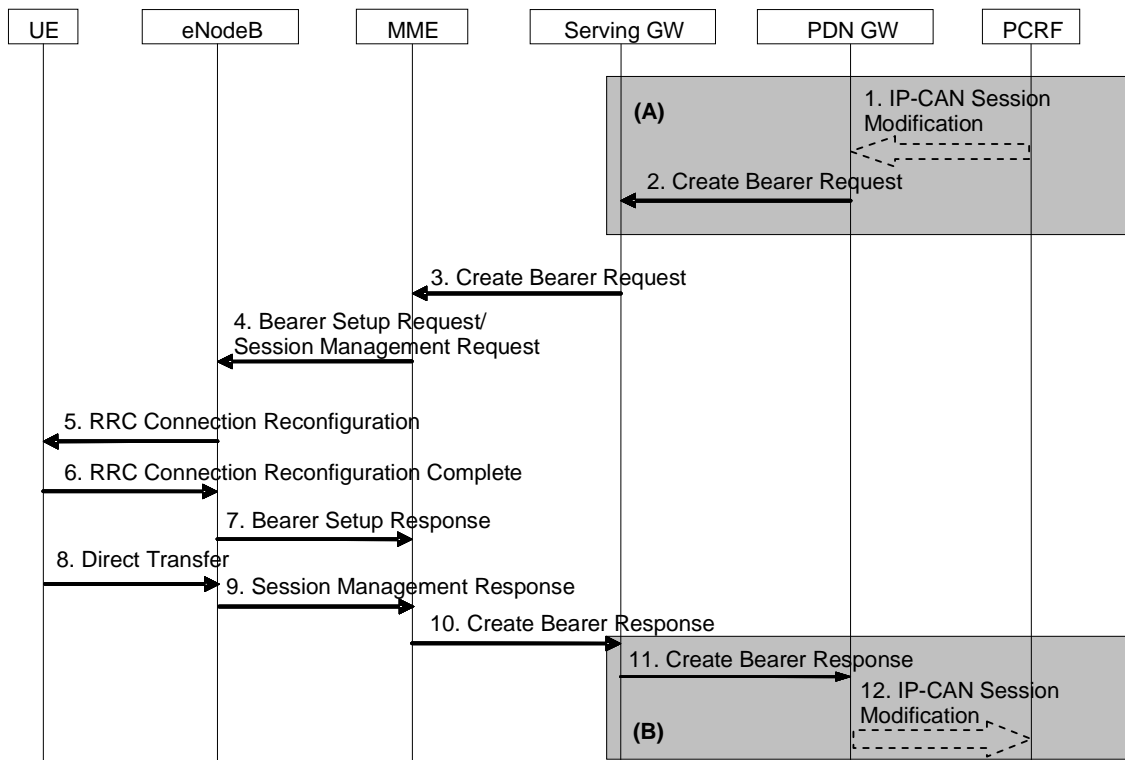 UE
eNodeB
MME
Serving GW
PDN GW
PCRF
(A)
1. IP-CAN Session
Modification
2. Create Bearer Request
3. Create Bearer Request
4. Bearer Setup Request/
Session Management Request
5. RRC Connection Reconfiguration
6. RRC Connection Reconfiguration Complete
7. Bearer Setup Response
8. Direct Transfer
9. Session Management Response
10. Create Bearer Response
11. Create Bearer Response
12. IP-CAN Session
Modification
(B)